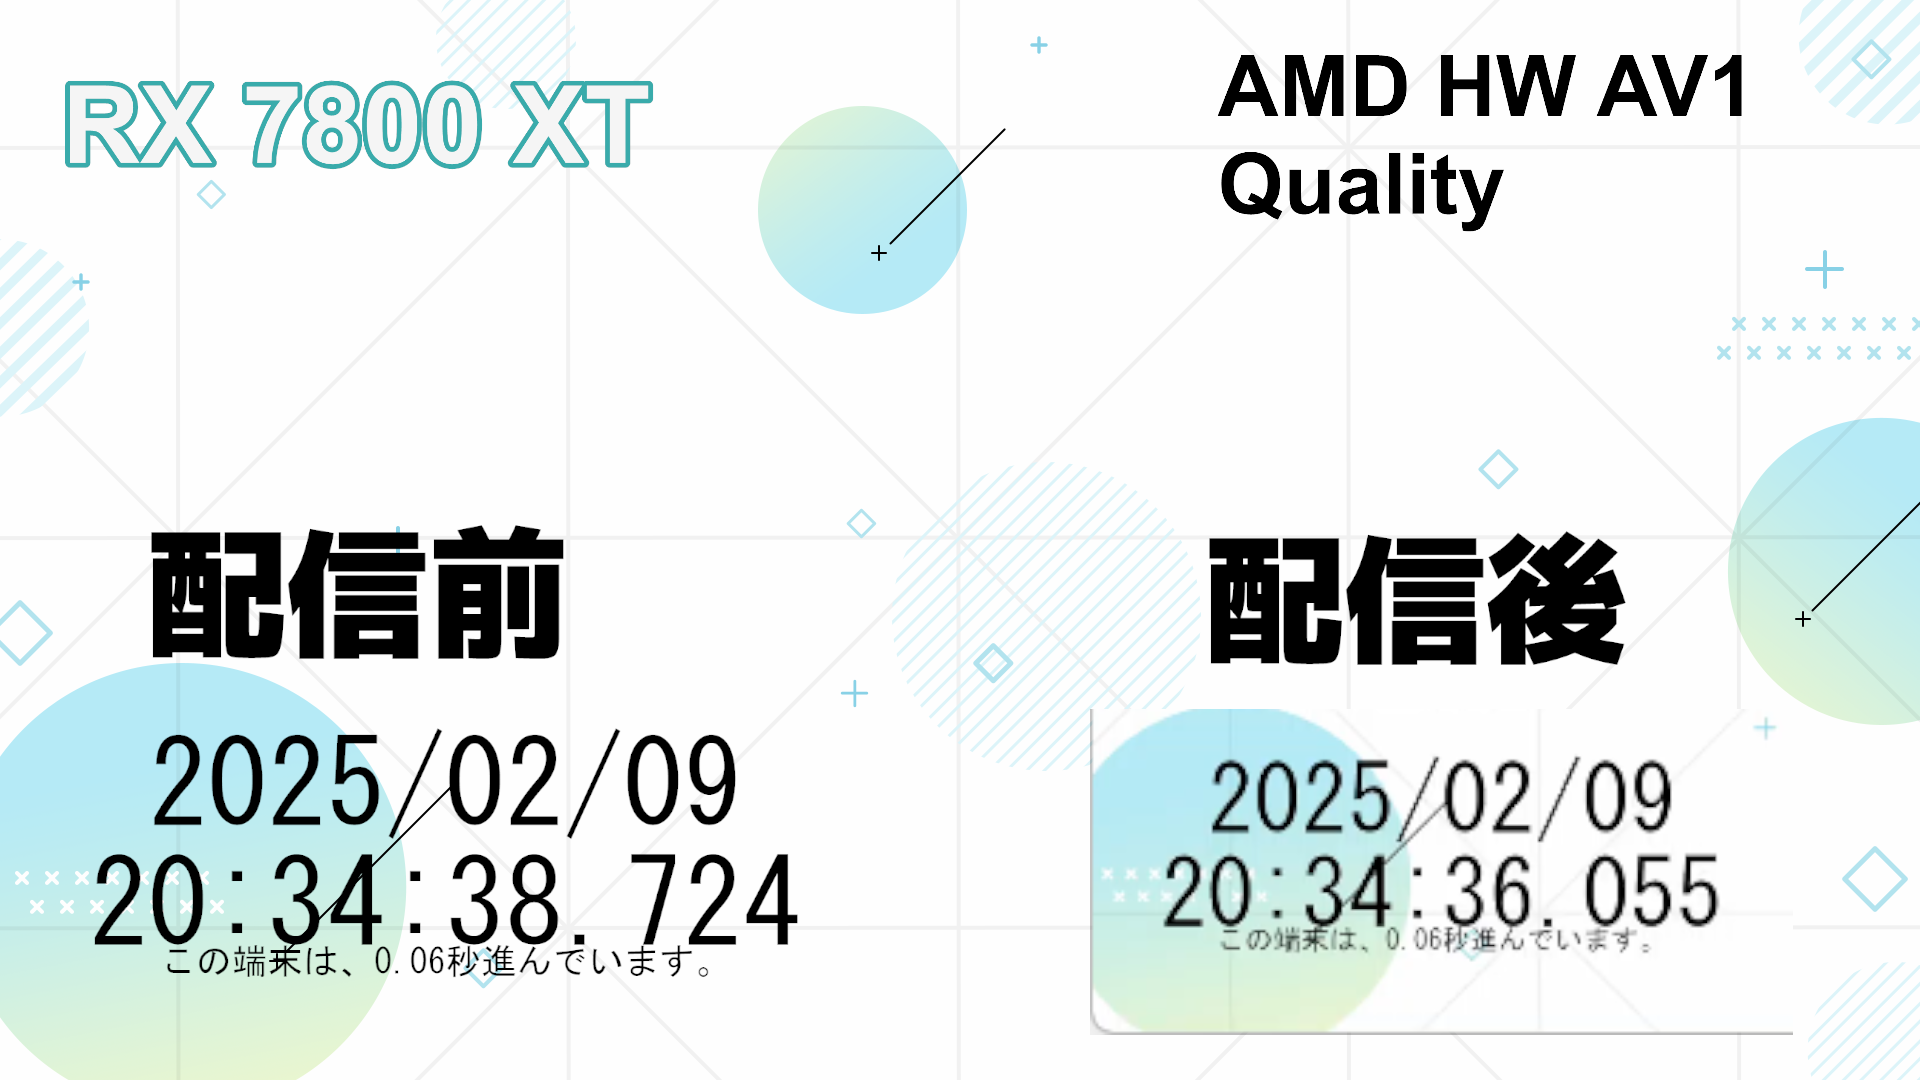 RX 7800 XT
AMD HW AV1
Quality
配信前
2025/02/09
20:34:38.724
この端末は、0.06秒進んでいます。
配信後
2025/02/09
20:34:36.055
この端末は、0.06秒進んでいます。